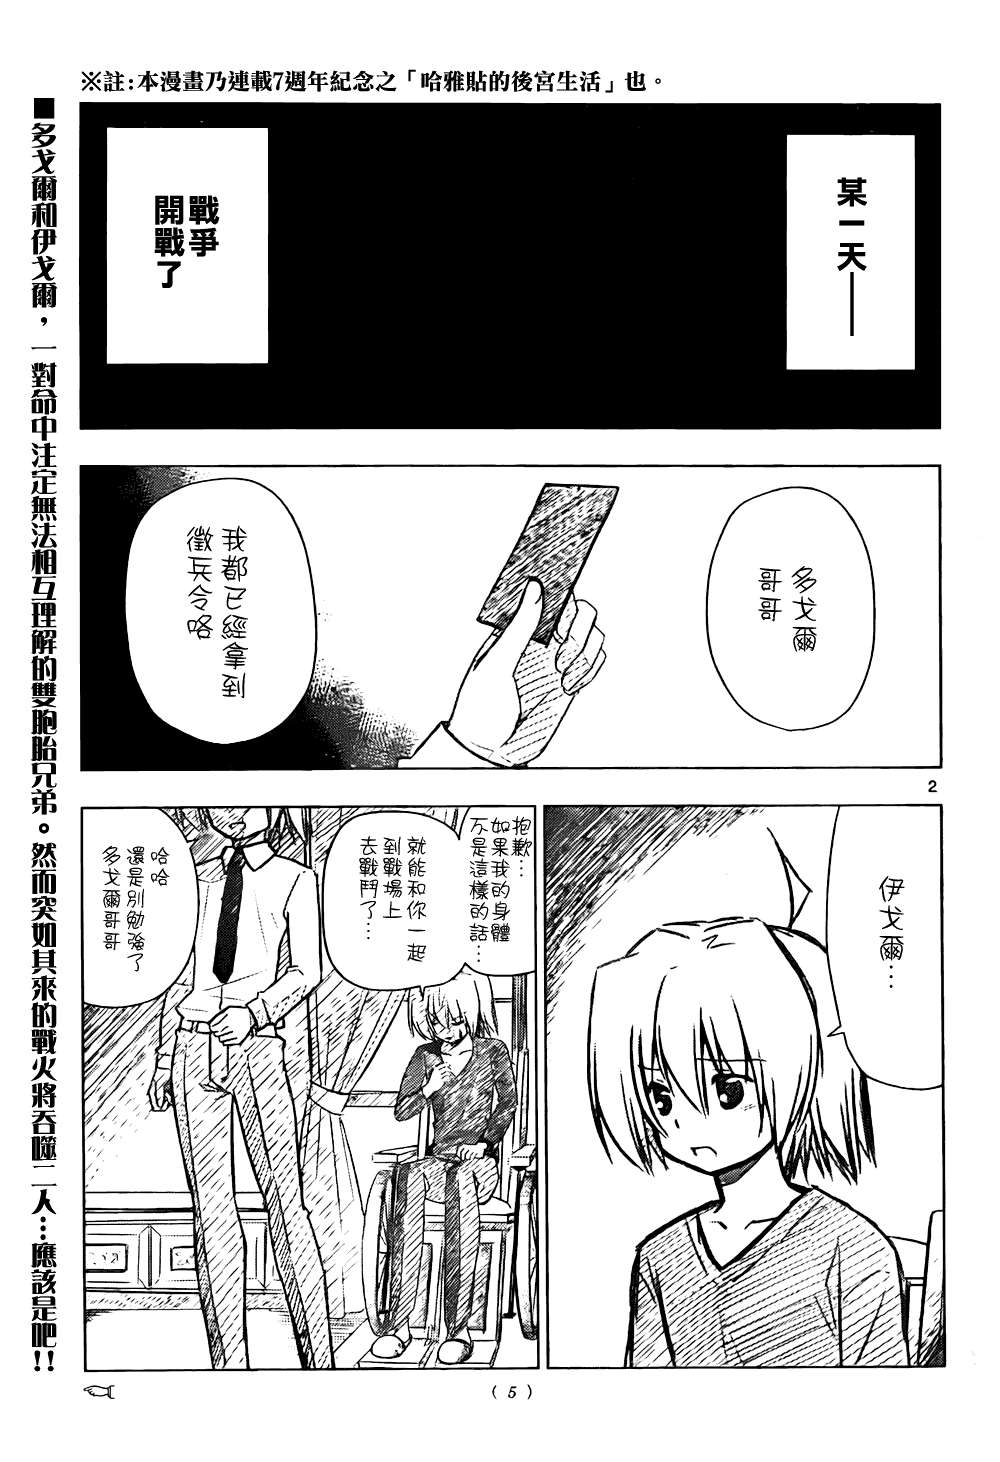 ※註:本漫畫乃連載7週年紀念之「哈雅貼的後宮生活」也。
某一天——
戰爭
開戰了
多戈爾
哥哥
我都已經拿到
徵兵令咯
2
伊戈爾…
抱歉…
如果我的身體
不是這樣的話…
就能和你一起
到戰場上
去戰鬥了…
哈哈
還是別勉強了
多戈爾哥哥
■多戈爾和伊戈爾，一對命中注定無法相互理解的雙胞胎兄弟。然而突如其來的戰火將吞噬二人…應該是吧!!
(5)